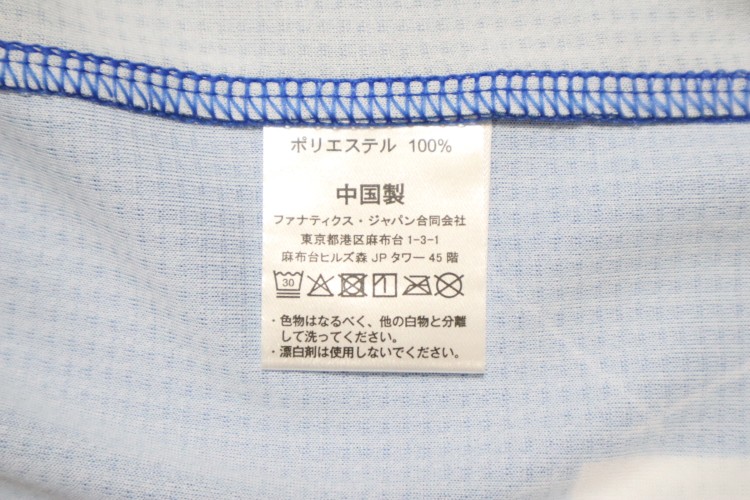 ポリエステル 100%
中国製
ファナティクス・ジャパン合同会社
東京都港区麻布台 1-3-1
麻布台ヒルズ森 JP タワー 45 階
30
・色物はなるべく、他の白物と分離
して洗ってください。
・漂白剤は使用しないでください。